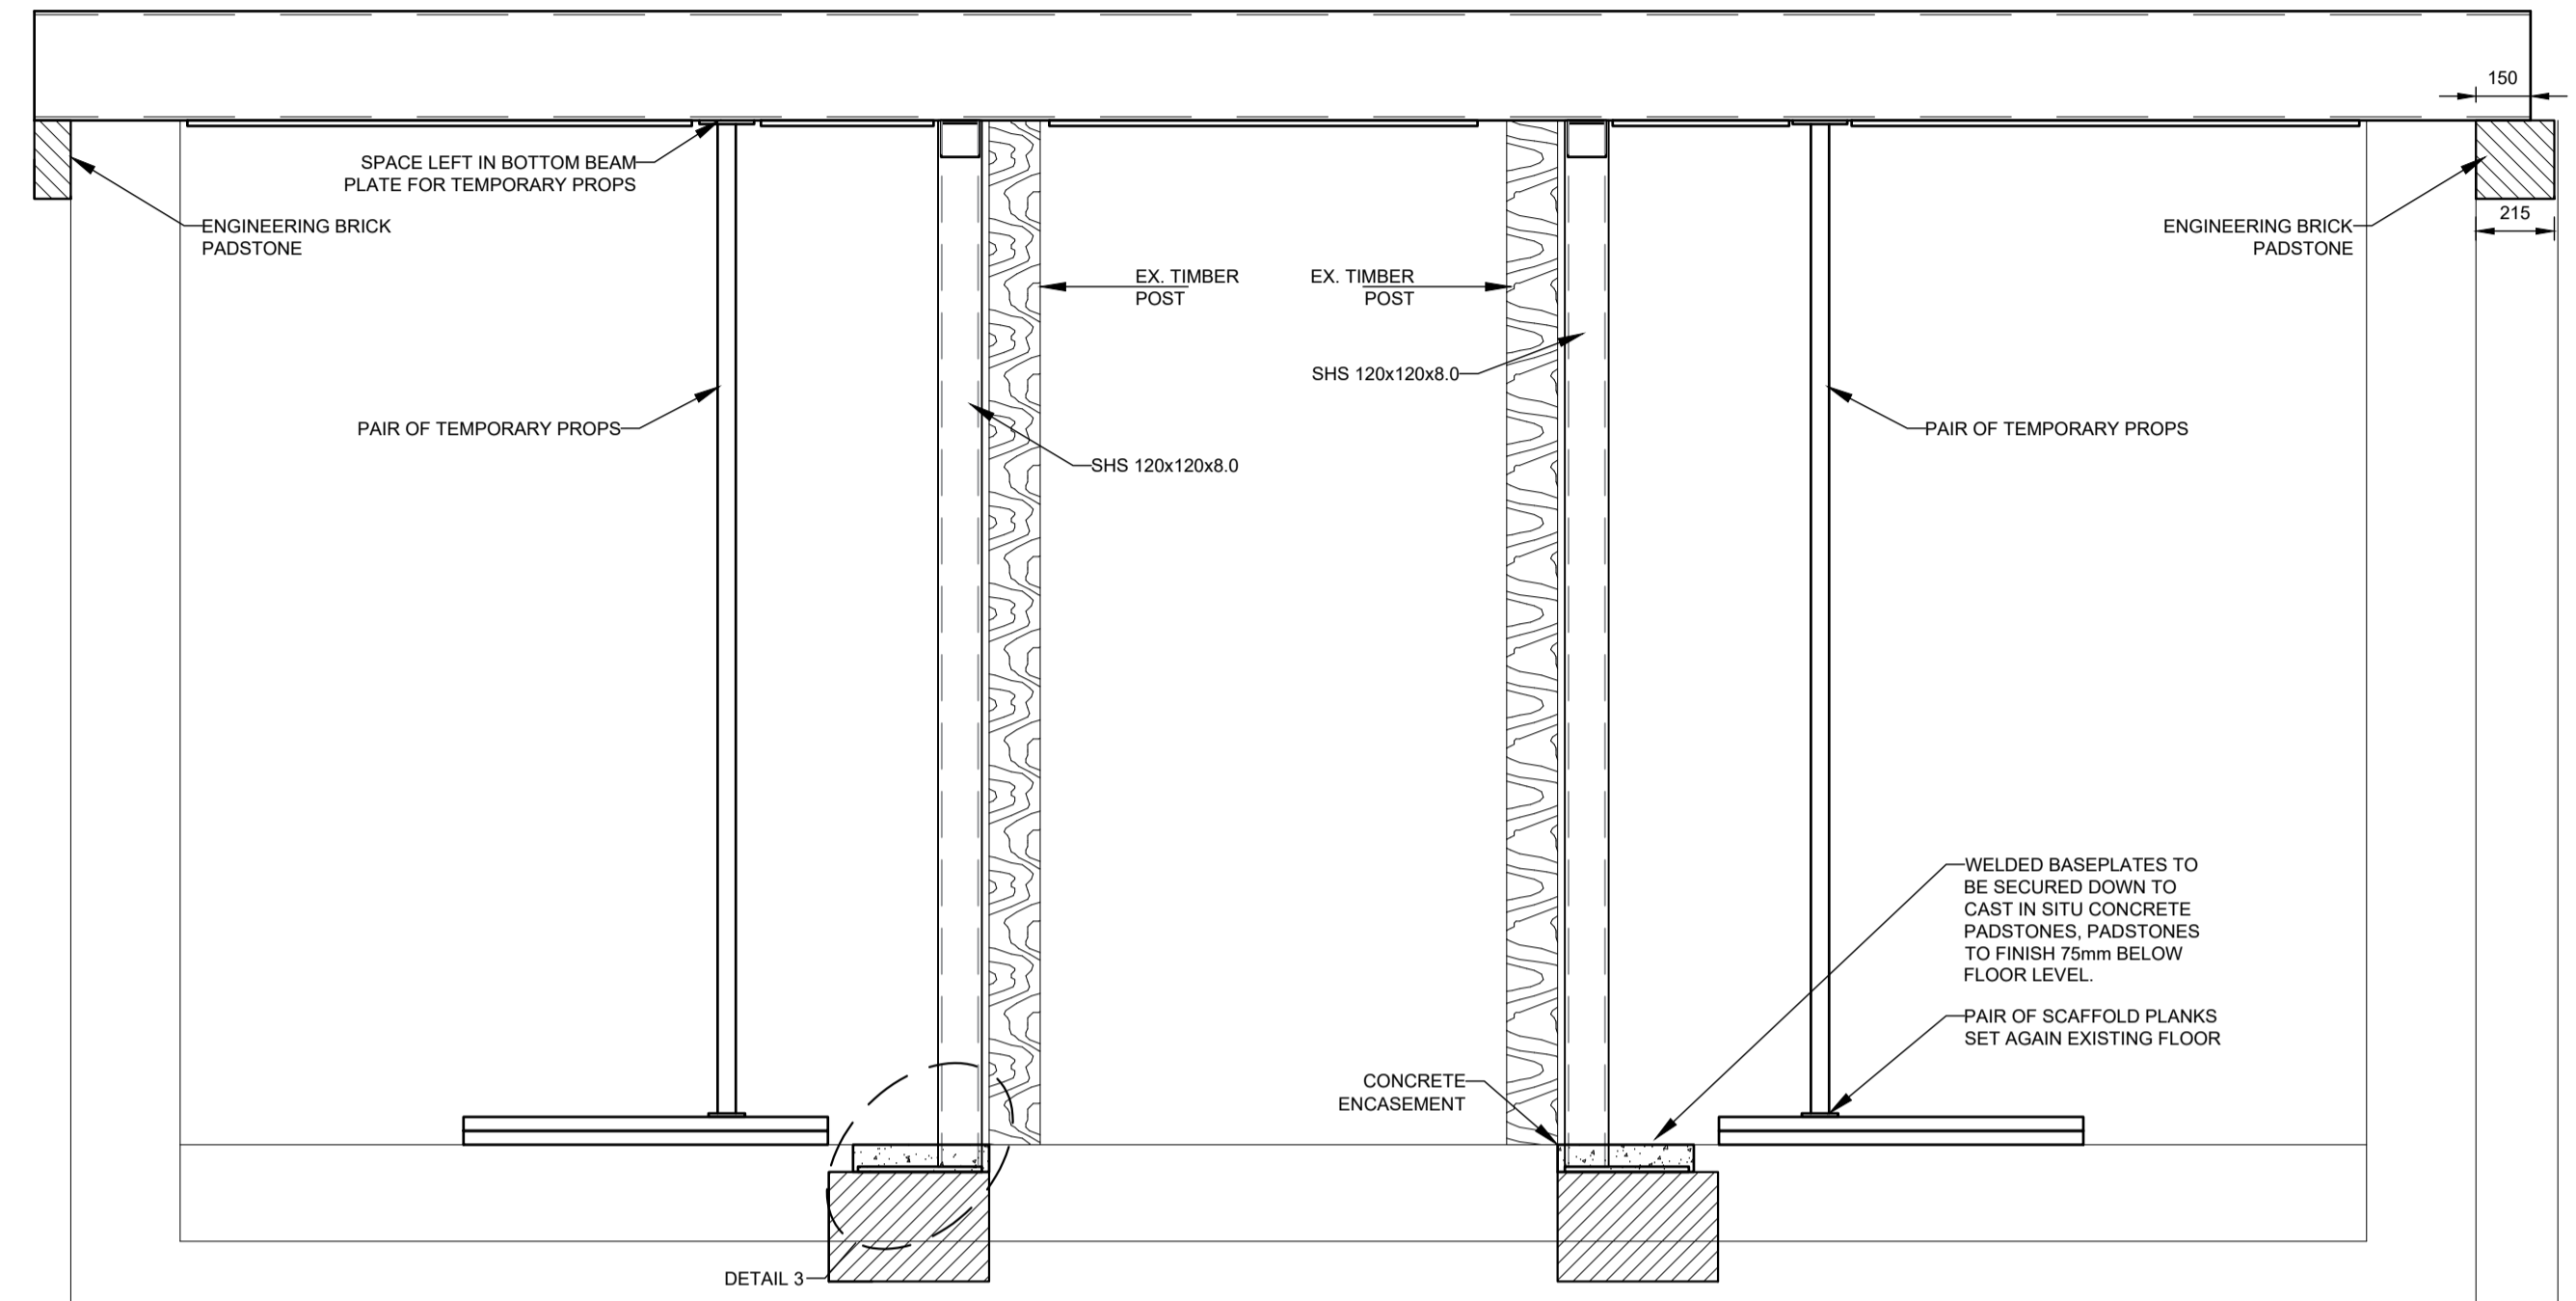 150
SPACE LEFT IN BOTTOM BEAM
PLATE FOR TEMPORARY PROPS
ENGINEERING BRICK
PADSTONE
215
ENGINEERING BRICK
PADSTONE
EX. TIMBER
POST
EX. TIMBER
POST
SHS 120x120x8.0
PAIR OF TEMPORARY PROPS
PAIR OF TEMPORARY PROPS
SHS 120x120x8.0
WELDED BASEPLATES TO
BE SECURED DOWN TO
CAST IN SITU CONCRETE
PADSTONES, PADSTONES
TO FINISH 75mm BELOW
FLOOR LEVEL.
PAIR OF SCAFFOLD PLANKS
SET AGAIN EXISTING FLOOR
CONCRETE
ENCASEMENT
DETAIL 3